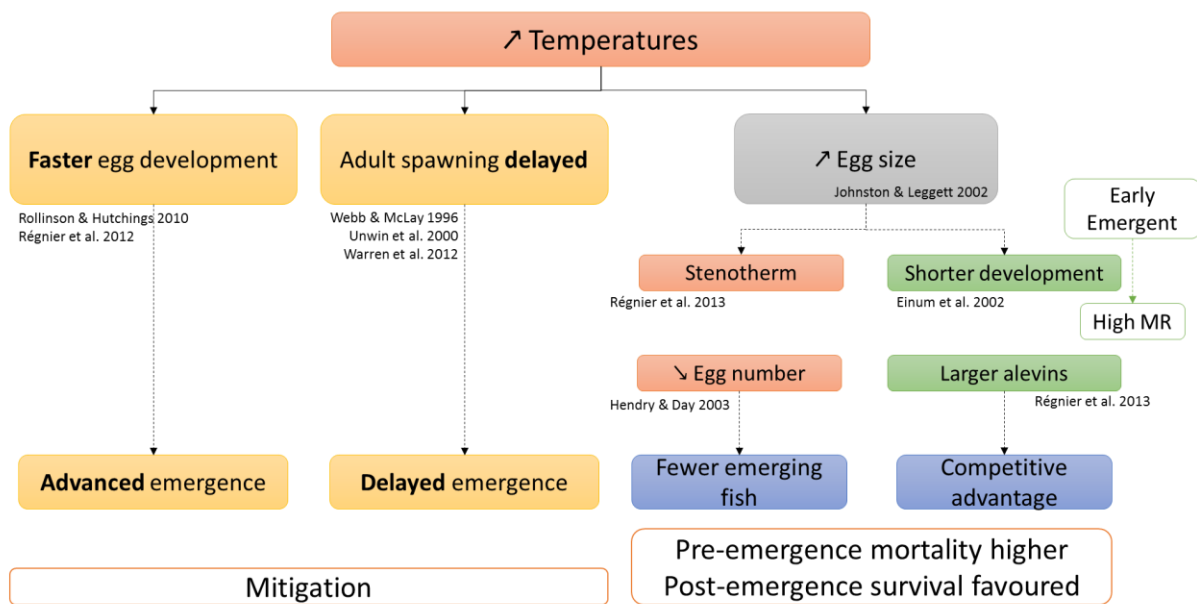 ↗ Temperatures
Faster egg development
Rollinson & Hutchings 2010
Régnier et al. 2012
Adult spawning delayed
Webb & McLay 1996
Unwin et al. 2000
Warren et al. 2012
↗ Egg size
Johnston & Leggett 2002
Early
Emergent
High MR
Stenotherm
Régnier et al. 2013
Shorter development
Einum et al. 2002
↘ Egg number
Hendry & Day 2003
Larger alevins
Régnier et al. 2013
Advanced emergence
Delayed emergence
Fewer emerging
fish
Competitive
advantage
Mitigation
Pre-emergence mortality higher
Post-emergence survival favoured